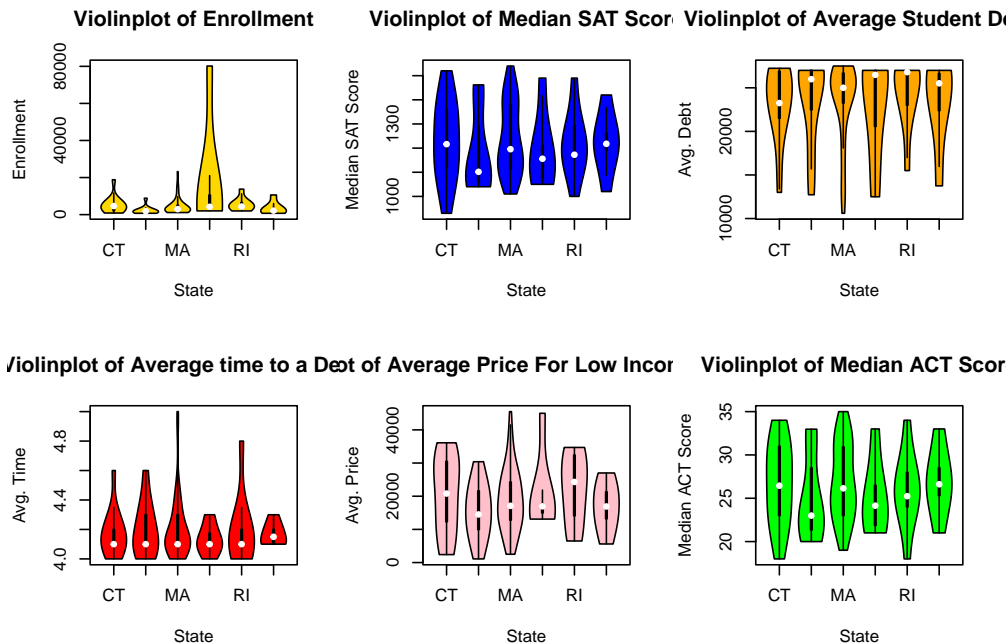 Violinplot of Enrollment
Enrollment
80000
40000
0
CT MA RI
State
Violinplot of Median SAT Scor
Median SAT Score
1300
1000
CT MA RI
State
Violinplot of Average Student De
Avg. Debt
20000
10000
CT MA RI
State
Violinplot of Average time to a De
Avg. Time
4.8
4.4
4.0
CT MA RI
State
ot of Average Price For Low Incor
Avg. Price
40000
20000
0
CT MA RI
State
Violinplot of Median ACT Scor
Median ACT Score
35
30
25
20
CT MA RI
State